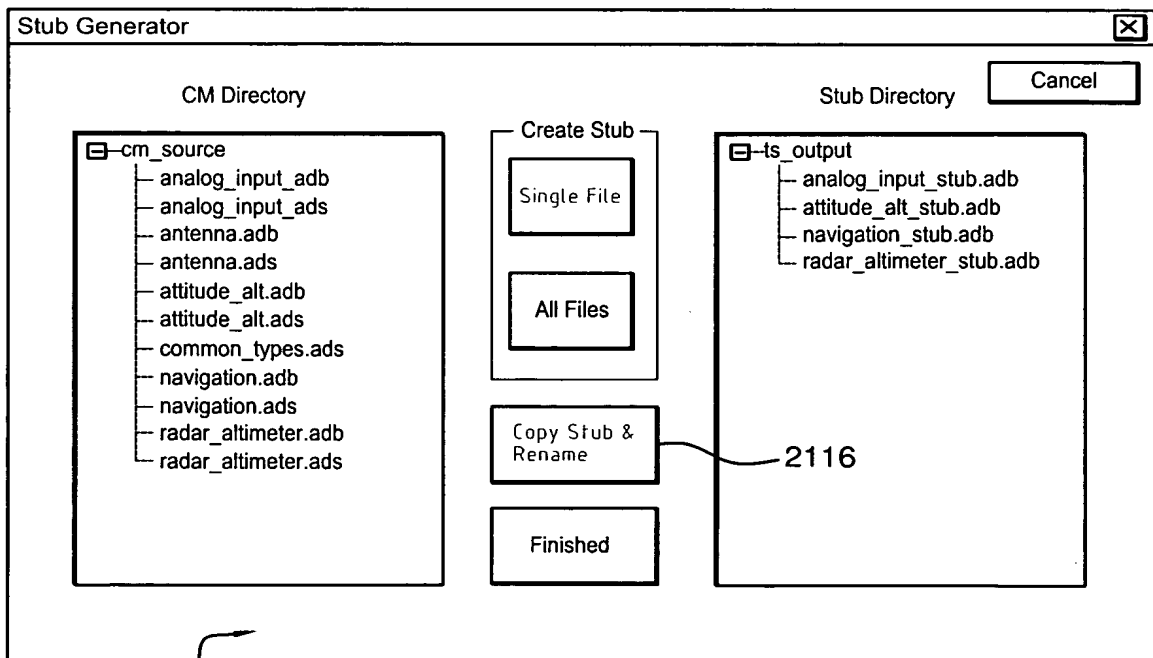 Stub Generator
Cancel
CM Directory
Stub Directory
cm_source
analog_input_adb
analog_input_ads
antenna.adb
antenna.ads
attitude_alt.adb
attitude_alt.ads
common_types.ads
navigation.adb
navigation.ads
radar_altimeter.adb
radar_altimeter.ads
Create Stub
Single File
All Files
Copy Stub &
Rename
Finished
2116
ts_output
analog_input_stub.adb
attitude_alt_stub.adb
navigation_stub.adb
radar_altimeter_stub.adb